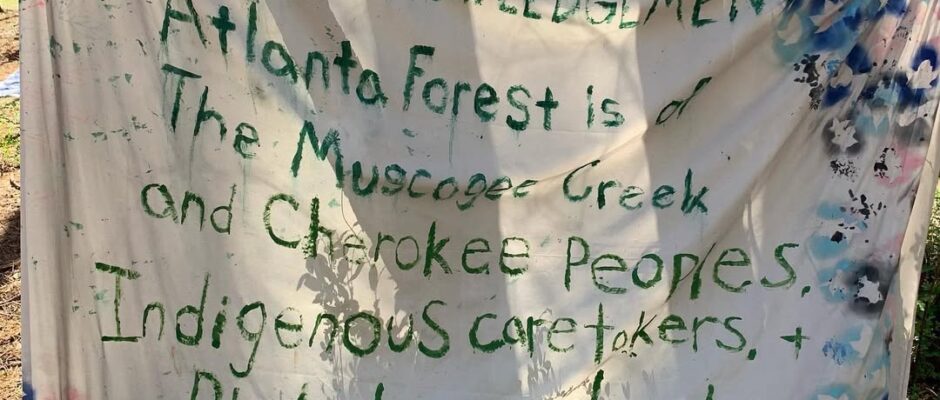 Atlanta Forest is of
The Muscogee Creek
and Cherokee Peoples,
Indigenous caretakers, +